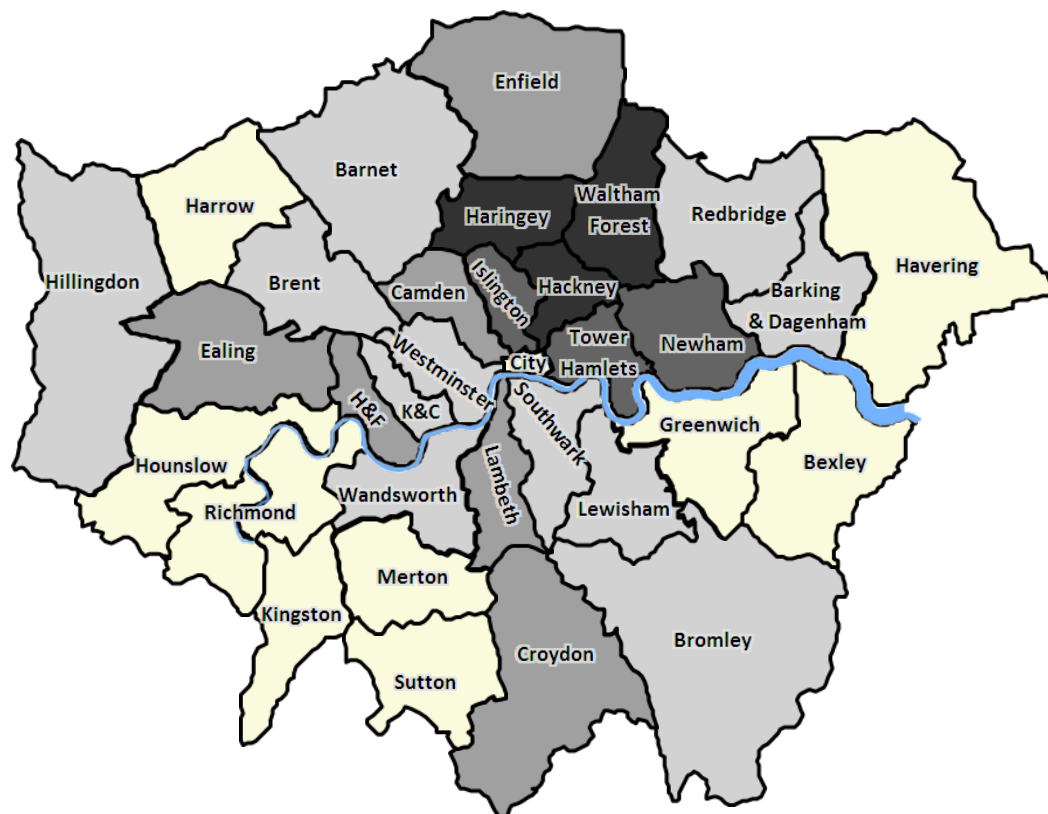 Enfield
Barnet
Waltham
Forest
Harrow
Haringey
Redbridge
Havering
Hillingdon
Brent
Camden
Islington
Hackney
Barking
& Dagenham
Ealing
Westminster
City
Tower
Hamlets
Newham
H&F
K&C
Southwark
Greenwich
Hounslow
Bexley
Richmond
Wandsworth
Lambeth
Lewisham
Merton
Kingston
Bromley
Croydon
Sutton